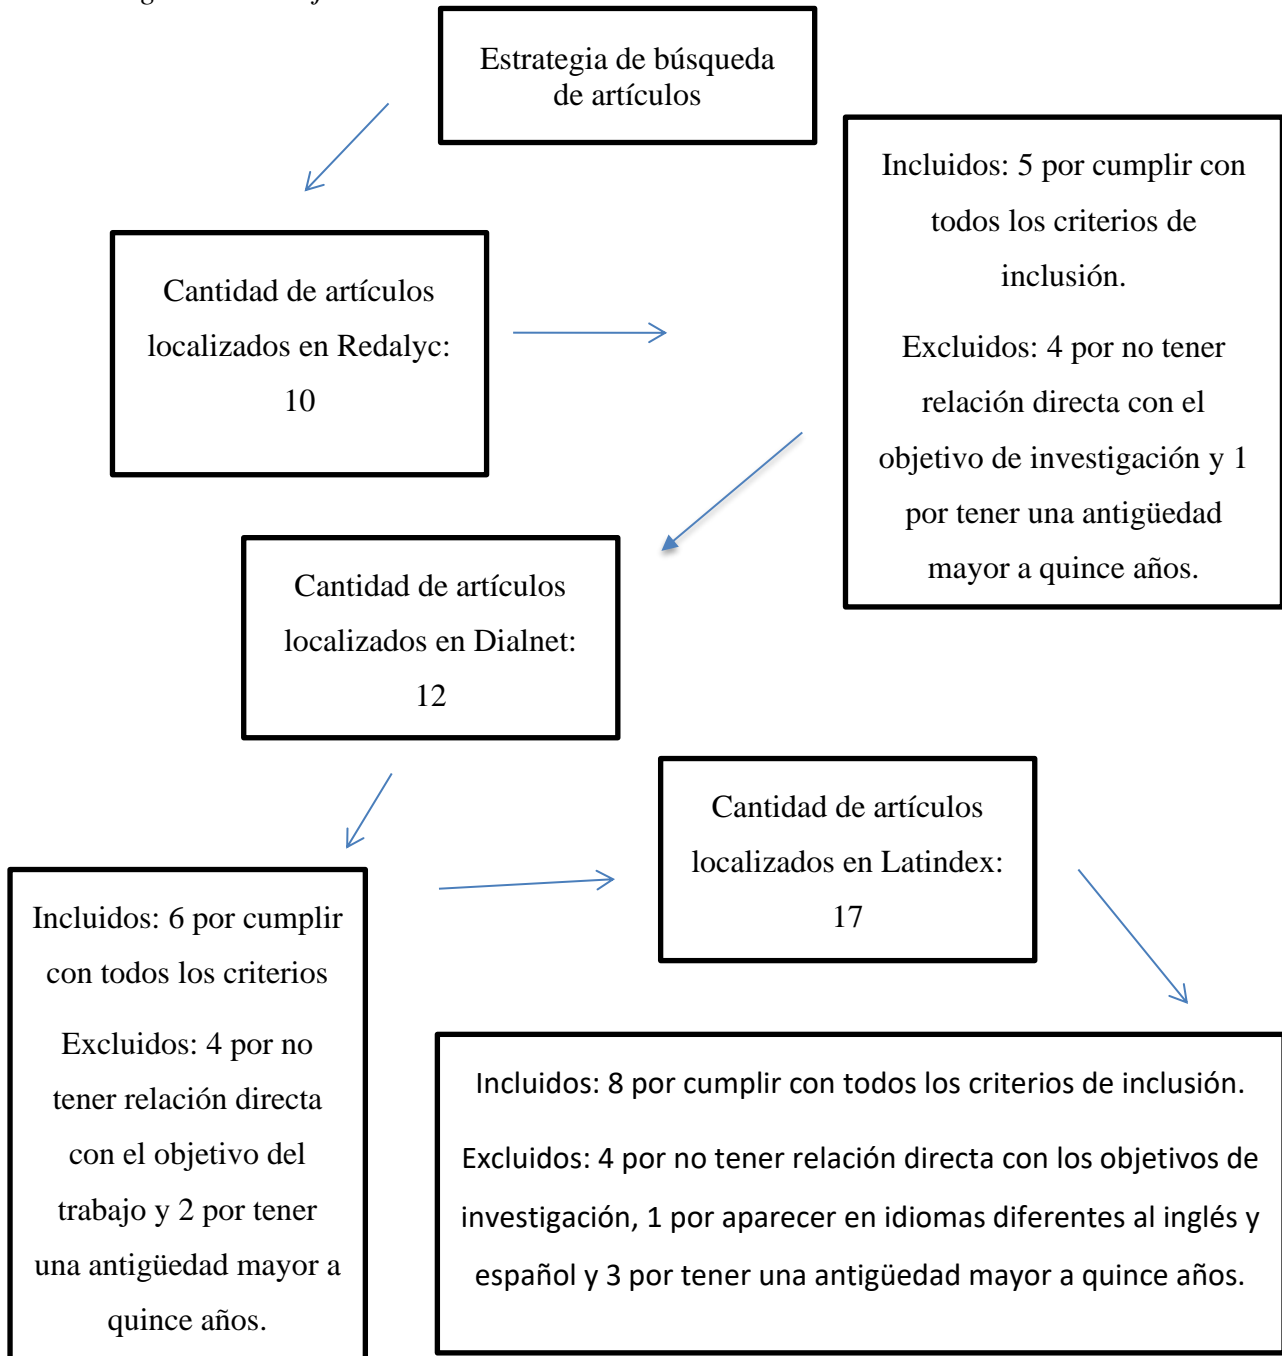 Estrategia de búsqueda
de artículos
Cantidad de artículos
localizados en Redalyc:
10
Incluidos: 5 por cumplir con
todos los criterios de
inclusión.
Excluidos: 4 por no tener
relación directa con el
objetivo de investigación y 1
por tener una antigüedad
mayor a quince años.
Cantidad de artículos
localizados en Dialnet:
12
Incluidos: 6 por cumplir
con todos los criterios
Excluidos: 4 por no
tener relación directa
con el objetivo del
trabajo y 2 por tener
una antigüedad mayor a
quince años.
Cantidad de artículos
localizados en Latindex:
17
Incluidos: 8 por cumplir con todos los criterios de inclusión.
Excluidos: 4 por no tener relación directa con los objetivos de
investigación, 1 por aparecer en idiomas diferentes al inglés y
español y 3 por tener una antigüedad mayor a quince años.